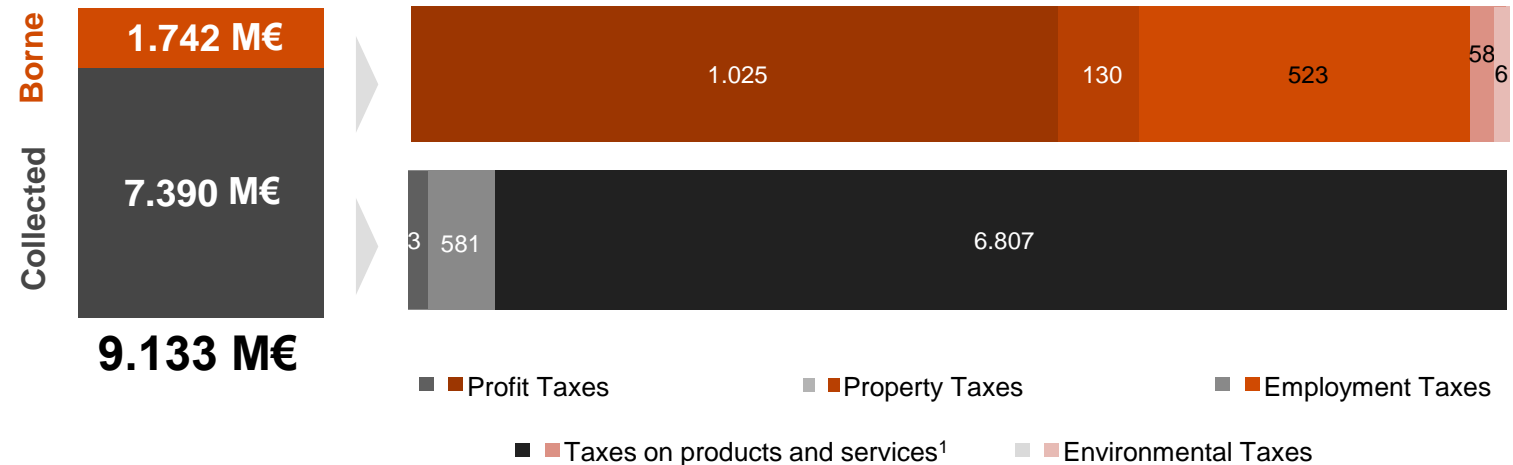 Borne
1.742 M€
1.025 130 523 58 6
Collected
7.390 M€
3 581 6.807
9.133 M€
Profit Taxes Property Taxes Employment Taxes
Taxes on products and services¹ Environmental Taxes